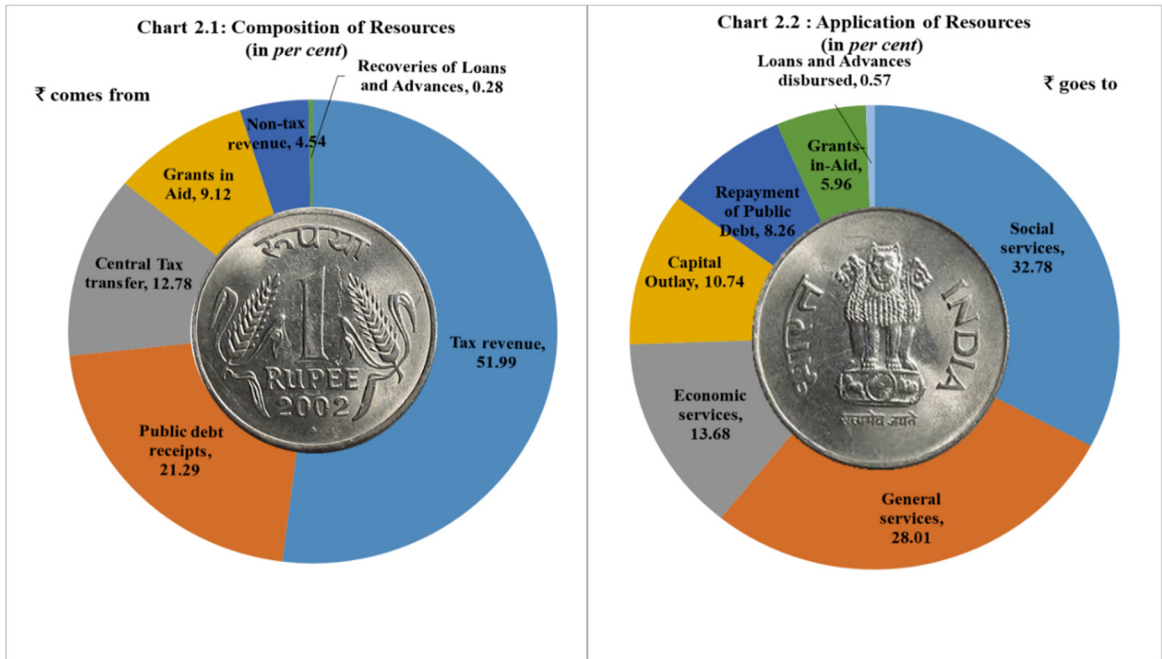 Chart 2.1: Composition of Resources
(in per cent)
₹ comes from
Recoveries of Loans
and Advances, 0.28
Non-tax
revenue, 4.54
Grants in
Aid, 9.12
Central Tax
transfer, 12.78
Public debt
receipts,
21.29
Tax revenue,
51.99
रूपया
1
RUPEE
2002
Chart 2.2 : Application of Resources
(in per cent)
Loans and Advances
disbursed, 0.57
₹ goes to
Grants-
in-Aid,
5.96
Repayment
of Public
Debt, 8.26
Capital
Outlay, 10.74
Economic
services,
13.68
General
services,
28.01
Social
services,
32.78
भारत
INDIA
सत्यमेव जयते